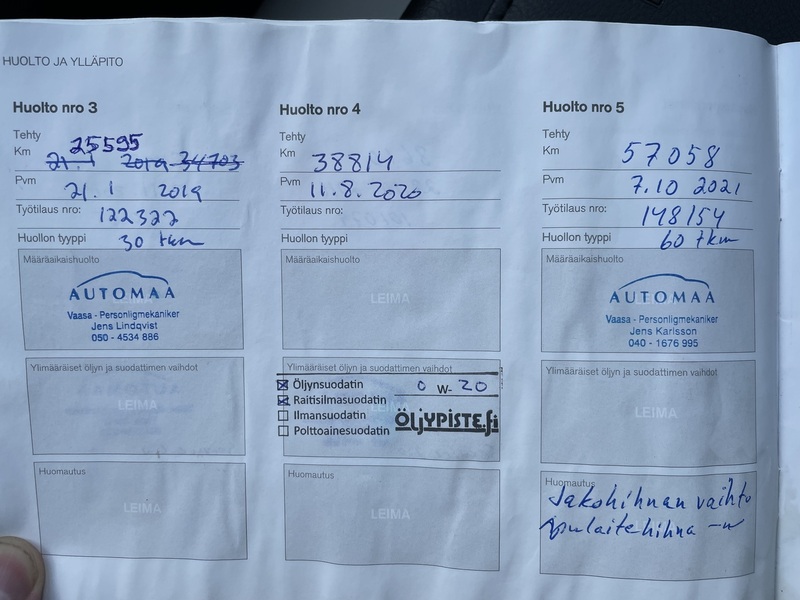 HUOLTO JA YLLÄPITO
Huolto nro 3
Tehty
Km 25595
21.1 2019 34703
Pvm 21.1 2019
Työtilaus nro: 122322
Huollon tyyppi 30 tkm
Määräaikaishuolto
AUTOMAA
Vaasa - Personligmekaniker
Jens Lindqvist
050 - 4534 886
Ylimääräiset öljyn ja suodattimen vaihdot
LEIMA
Huomautus
LEIMA
Huolto nro 4
Tehty
Km 38814
Pvm 11.8.2020
Työtilaus nro:
Huollon tyyppi
Määräaikaishuolto
LEIMA
Ylimääräiset öljyn ja suodattimen vaihdot
Öljynsuodatin 0 W- 20
Raitisilmasuodatin
Ilmansuodatin
Polttoainesuodatin
ÖLJYPISTE.fi
Huomautus
LEIMA
Huolto nro 5
Tehty
Km 57058
Pvm 7.10 2021
Työtilaus nro: 148154
Huollon tyyppi 60 tkm
Määräaikaishuolto
AUTOMAA
Vaasa - Personligmekaniker
Jens Karlsson
040 - 1676 995
Ylimääräiset öljyn ja suodattimen vaihdot
LEIMA
Huomautus
Jakohihnan vaihto
Apulaitehihna -u-
LEIMA